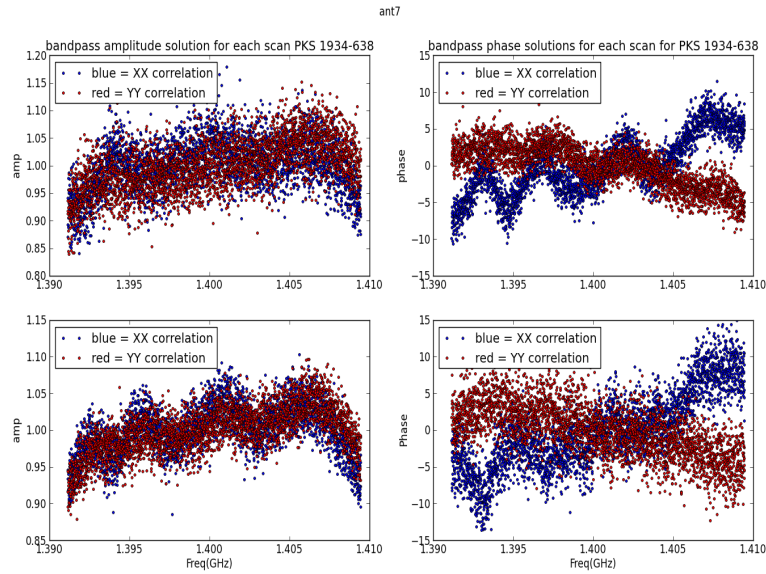 ant7
bandpass amplitude solution for each scan PKS 1934-638
bandpass phase solutions for each scan for PKS 1934-638
1.20
1.15
1.10
1.05
1.00
0.95
0.90
0.85
0.80
amp
blue = XX correlation
red = YY correlation
1.390
1.395
1.400
1.405
1.410
15
10
5
0
−5
−10
−15
phase
blue = XX correlation
red = YY correlation
1.390
1.395
1.400
1.405
1.410
1.15
1.10
1.05
1.00
0.95
0.90
0.85
amp
blue = XX correlation
red = YY correlation
1.390
1.395
1.400
1.405
1.410
Freq(GHz)
15
10
5
0
−5
−10
−15
Phase
blue = XX correlation
red = YY correlation
1.390
1.395
1.400
1.405
1.410
Freq(GHz)